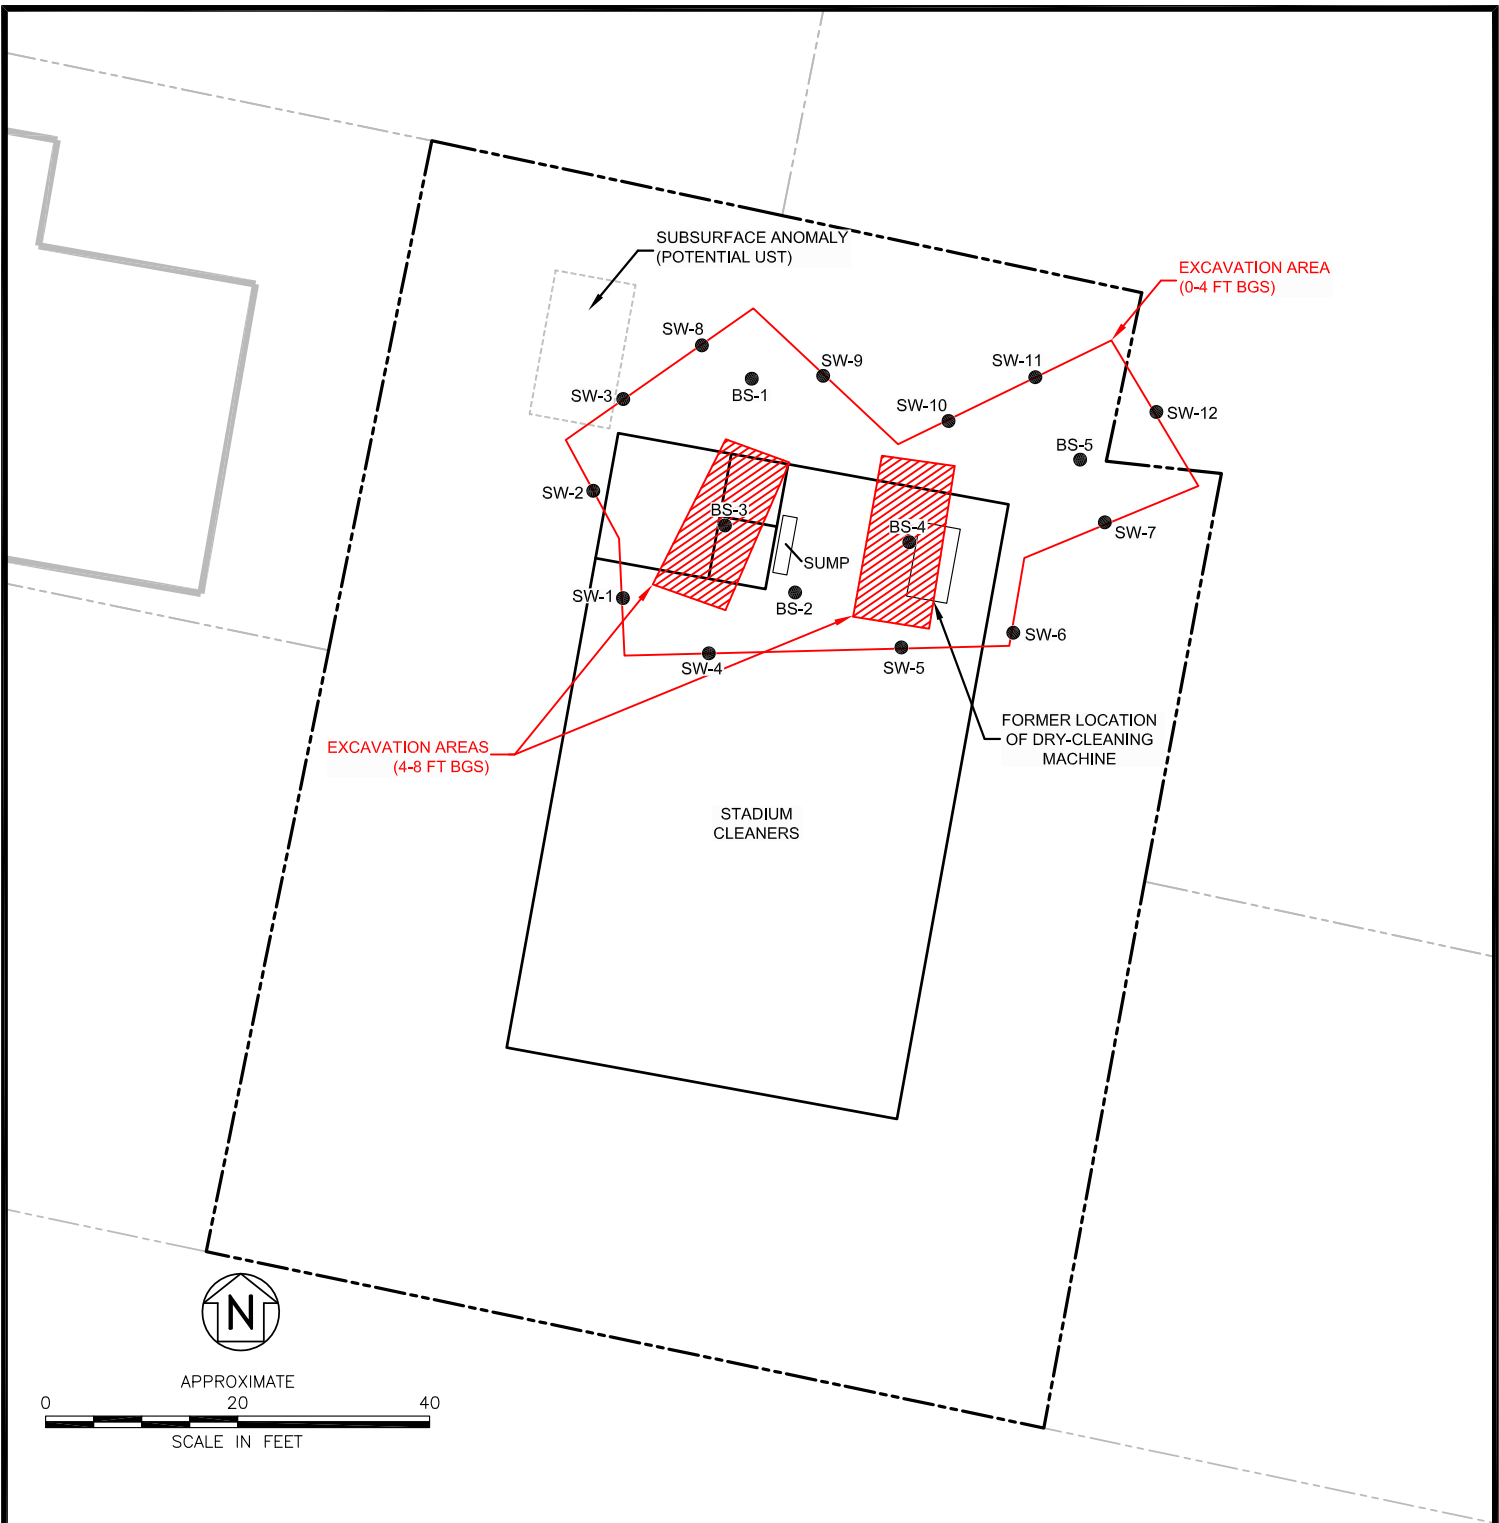 SUBSURFACE ANOMALY
(POTENTIAL UST)
EXCAVATION AREA
(0-4 FT BGS)
SW-8
SW-9
SW-11
BS-1
SW-3
SW-10
SW-12
BS-5
SW-2
BS-3
BS-4
SW-7
SUMP
SW-1
BS-2
SW-6
SW-4
SW-5
EXCAVATION AREAS
(4-8 FT BGS)
FORMER LOCATION
OF DRY-CLEANING
MACHINE
STADIUM
CLEANERS
N
APPROXIMATE
0 20 40
SCALE IN FEET